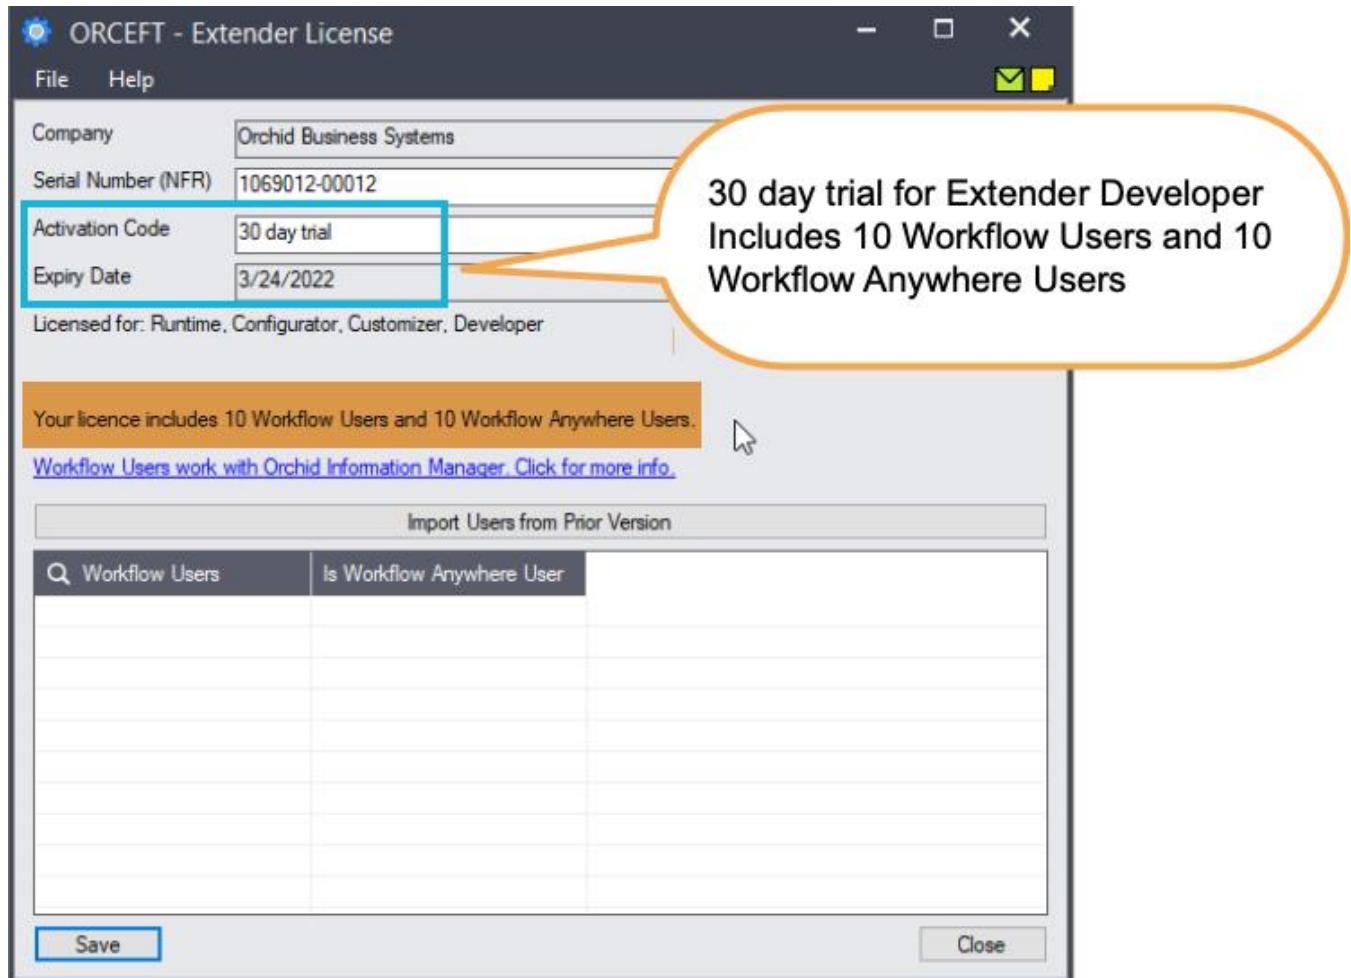 ORCEFT - Extender License
File Help
Company Orchid Business Systems
Serial Number (NFR) 1069012-00012
Activation Code 30 day trial
Expiry Date 3/24/2022
Licensed for: Runtime, Configurator, Customizer, Developer
30 day trial for Extender Developer
Includes 10 Workflow Users and 10
Workflow Anywhere Users
Your licence includes 10 Workflow Users and 10 Workflow Anywhere Users.
Workflow Users work with Orchid Information Manager. Click for more info.
Import Users from Prior Version
Workflow Users Is Workflow Anywhere User
Save Close